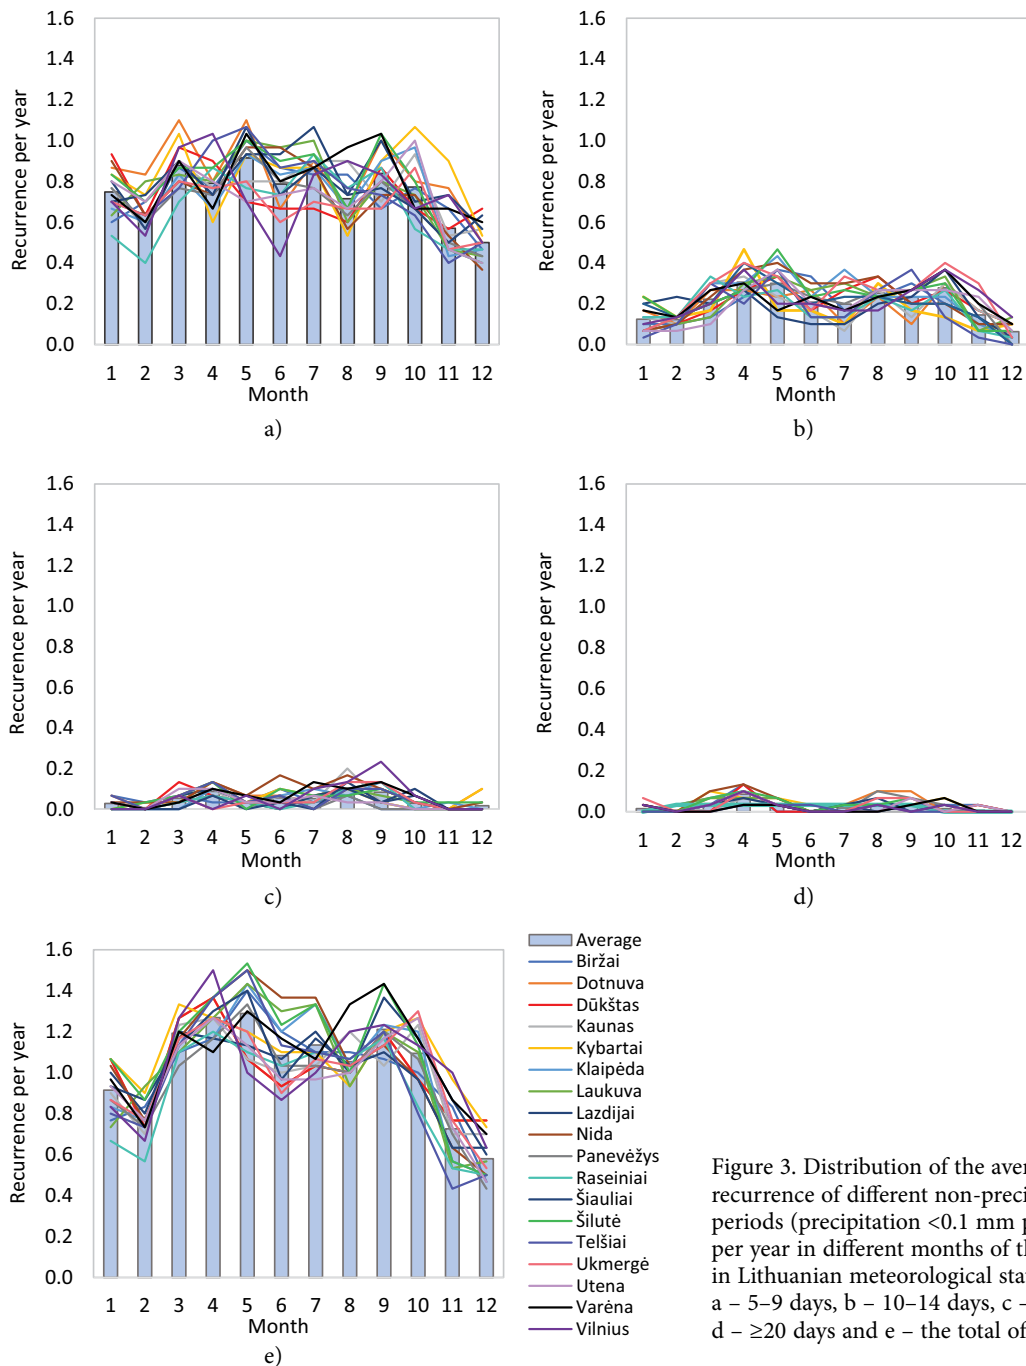 1.6
1.4
1.2
1.0
0.8
0.6
0.4
0.2
0.0
Recurrence per year
1 2 3 4 5 6 7 8 9 10 11 12
Month
a)
1.6
1.4
1.2
1.0
0.8
0.6
0.4
0.2
0.0
Recurrence per year
1 2 3 4 5 6 7 8 9 10 11 12
Month
b)
1.6
1.4
1.2
1.0
0.8
0.6
0.4
0.2
0.0
Reccurence per year
1 2 3 4 5 6 7 8 9 10 11 12
Month
c)
1.6
1.4
1.2
1.0
0.8
0.6
0.4
0.2
0.0
Recurrence per year
1 2 3 4 5 6 7 8 9 10 11 12
Month
d)
1.6
1.4
1.2
1.0
0.8
0.6
0.4
0.2
0.0
Recurrence per year
1 2 3 4 5 6 7 8 9 10 11 12
Month
e)
Average
Biržai
Dotnuva
Dūkštas
Kaunas
Kybartai
Klaipėda
Laukuva
Lazdijai
Nida
Panevėžys
Raseiniai
Šiauliai
Šilutė
Telšiai
Ukmergė
Utena
Varėna
Vilnius
Figure 3. Distribution of the
recurrence of different
periods (precipitation <0.1 mm
per year in different months of
in Lithuanian meteorological
a – 5–9 days, b – 10–14 days, c –
d – ≥20 days and e – the total of